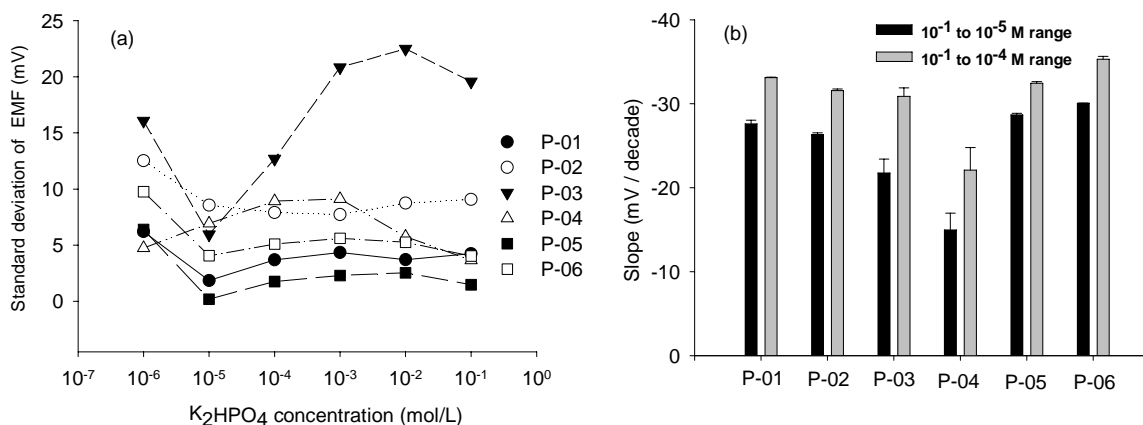 (a)
Standard deviation of EMF (mV)
25
20
15
10
5
0
10⁻⁷ 10⁻⁶ 10⁻⁵ 10⁻⁴ 10⁻³ 10⁻² 10⁻¹ 10⁰
K₂HPO₄ concentration (mol/L)
P-01
P-02
P-03
P-04
P-05
P-06
(b)
10⁻¹ to 10⁻⁵ M range
10⁻¹ to 10⁻⁴ M range
Slope (mV / decade)
-40
-30
-20
-10
0
P-01 P-02 P-03 P-04 P-05 P-06